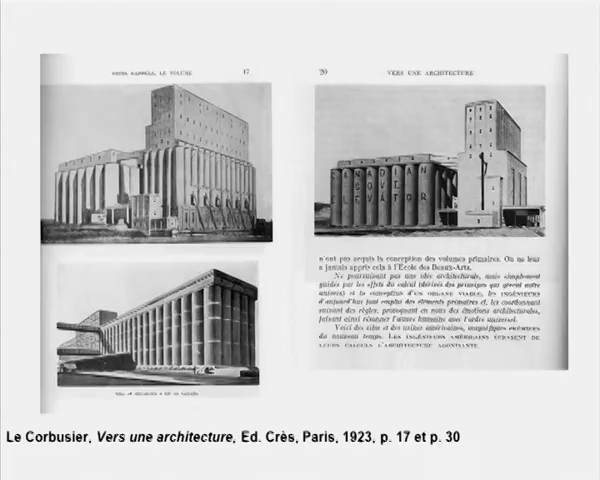 TROIS RAPPELS, LE VOLUME 17
20 VERS UNE ARCHITECTURE
ANADIAN
LEVATOR
n'ont pas acquis la conception des volumes primaires. On ne leur
a jamais appris cela à l'École des Beaux-Arts.
Ne poursuivant pas une idée architecturale, mais simplement
guidés par les effets du calcul (dérivés des principes qui gèrent notre
univers) et la conception d'UN ORGANE VIABLE, les INGÉNIEURS
d'aujourd'hui font emploi des éléments primaires et, les coordonnant
suivant des règles, provoquent en nous des émotions architecturales,
faisant ainsi résonner l'œuvre humaine avec l'ordre universel.
Voici des silos et des usines américaines, magnifiques PRÉMICES
du nouveau temps. LES INGÉNIEURS AMÉRICAINS ÉCRASENT DE
LEURS CALCULS L'ARCHITECTURE AGONISANTE.
Le Corbusier, Vers une architecture, Ed. Crès, Paris, 1923, p. 17 et p. 30